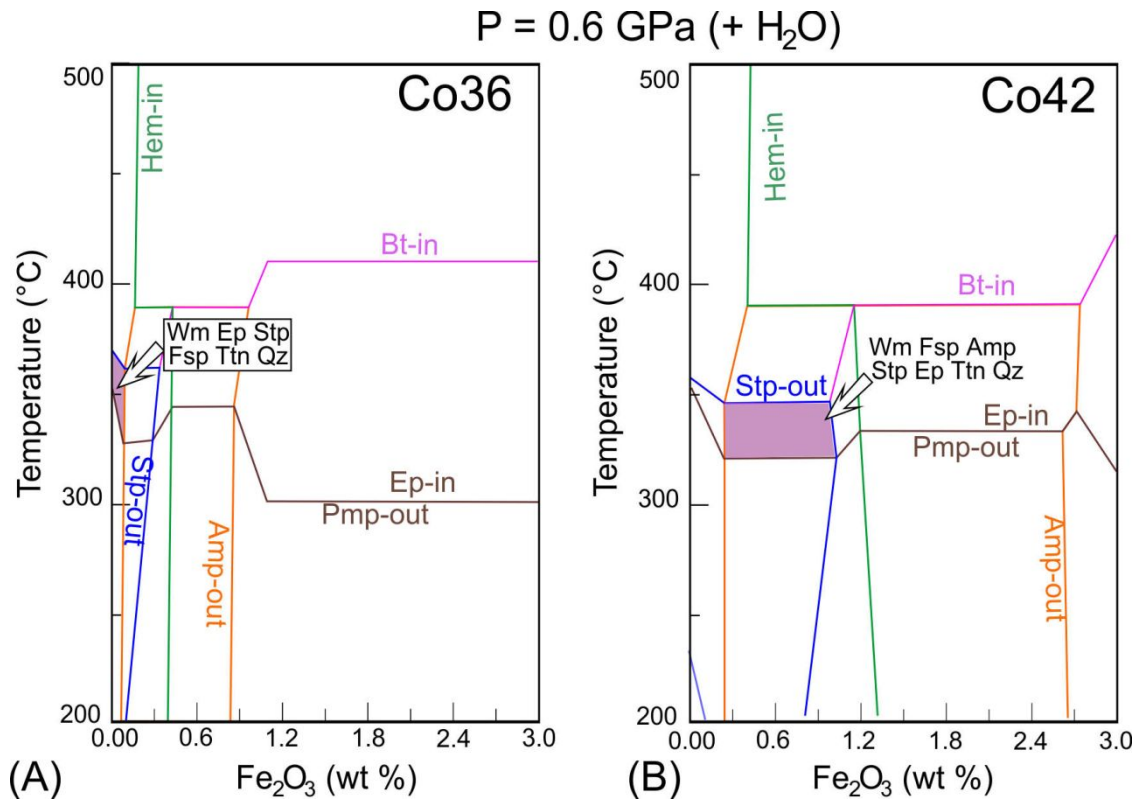 P = 0.6 GPa (+ H₂O)
Co36
Hem-in
Bt-in
Wm Ep Stp
Fsp Ttn Qz
Stp-out
Ep-in
Pmp-out
Amp-out
500
400
300
200
Temperature (°C)
0.00 0.6 1.2 1.8 2.4 3.0
Fe₂O₃ (wt %)
(A)
Co42
Hem-in
Bt-in
Wm Fsp Amp
Stp Ep Ttn Qz
Stp-out
Ep-in
Pmp-out
Amp-out
500
400
300
200
Temperature (°C)
0.00 0.6 1.2 1.8 2.4 3.0
Fe₂O₃ (wt %)
(B)